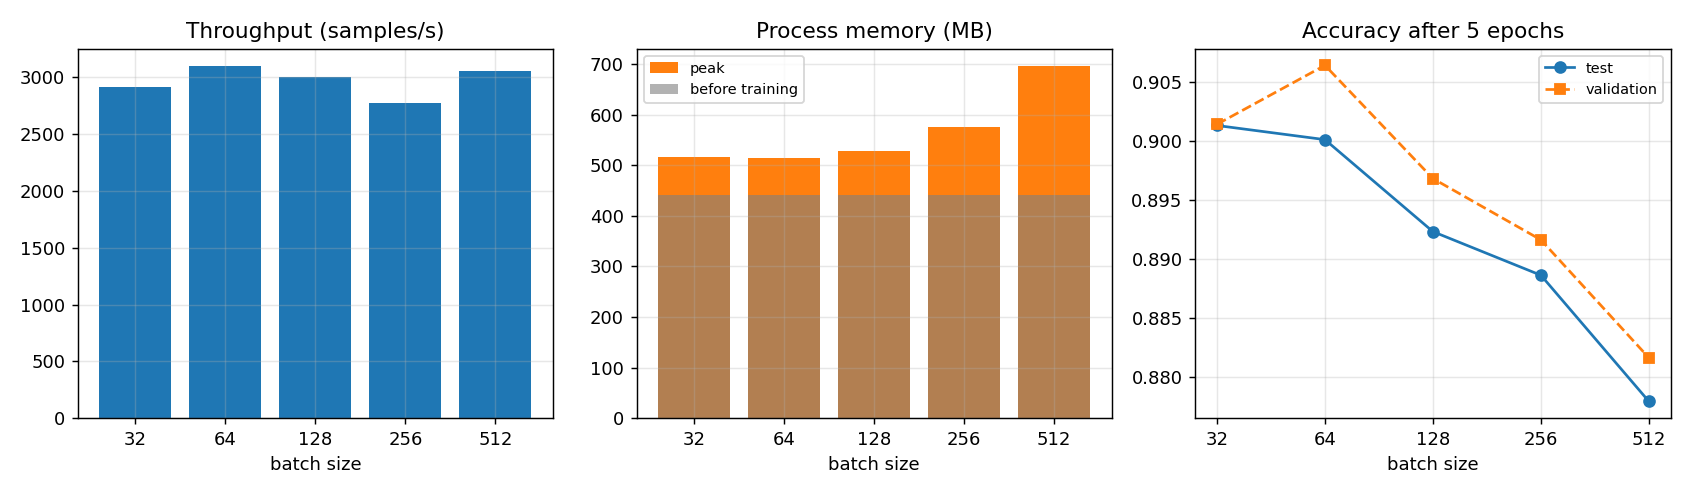 Throughput (samples/s)
3000
2500
2000
1500
1000
500
0
32 64 128 256 512
batch size
Process memory (MB)
peak
before training
700
600
500
400
300
200
100
0
32 64 128 256 512
batch size
Accuracy after 5 epochs
test
validation
0.905
0.900
0.895
0.890
0.885
0.880
32 64 128 256 512
batch size